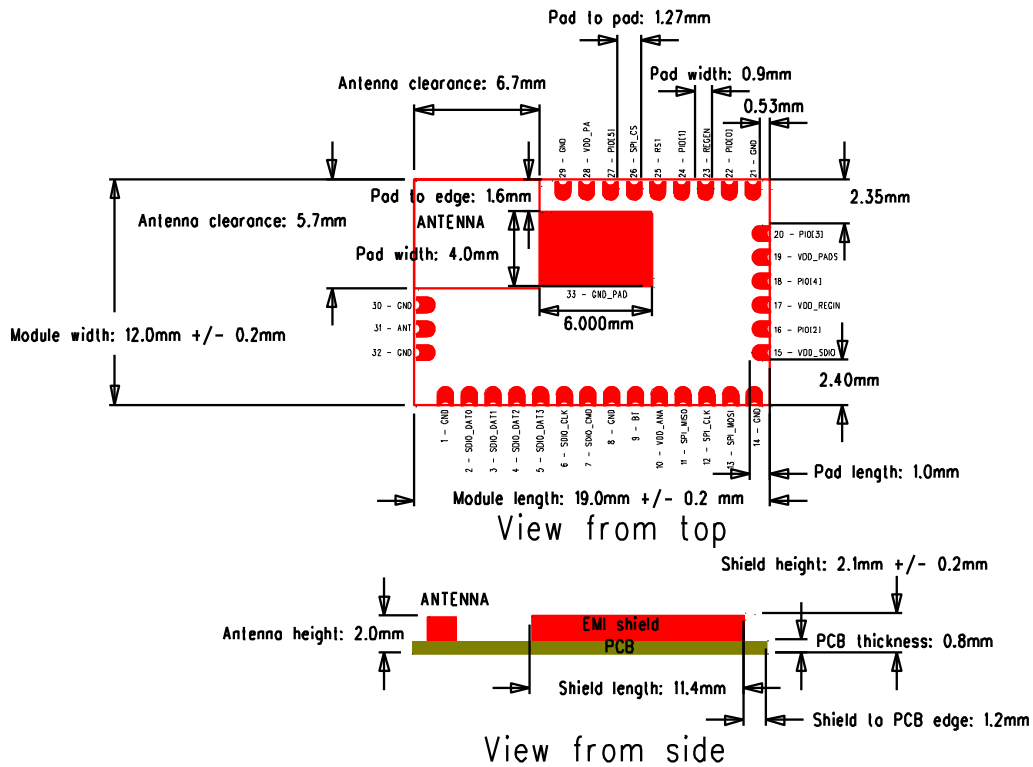 Pad to pad: 1.27mm
Antenna clearance: 6.7mm
Pad width: 0.9mm
0.53mm
29 - GND
28 - VDD_PA
27 - PIO[5]
26 - SPI_CS
25 - RST
24 - PIO[1]
23 - REGEN
22 - PIO[0]
21 - GND
Pad to edge: 1.6mm
2.35mm
Antenna clearance: 5.7mm
ANTENNA
20 - PIO[3]
Pad width: 4.0mm
19 - VDD_PADS
18 - PIO[4]
33 - GND_PAD
30 - GND
17 - VDD_REGIN
6.000mm
31 - ANT
16 - PIO[2]
Module width: 12.0mm +/- 0.2mm
32 - GND
15 - VDD_SDIO
2.40mm
1 - GND
2 - SDIO_DAT0
3 - SDIO_DAT1
4 - SDIO_DAT2
5 - SDIO_DAT3
6 - SDIO_CLK
7 - SDIO_CMD
8 - GND
9 - BT
10 - VDD_ANA
11 - SPI_MISO
12 - SPI_CLK
13 - SPI_MOSI
14 - GND
Pad length: 1.0mm
Module length: 19.0mm +/- 0.2 mm
View from top
Shield height: 2.1mm +/- 0.2mm
ANTENNA
EMI shield
Antenna height: 2.0mm
PCB
PCB thickness: 0.8mm
Shield length: 11.4mm
Shield to PCB edge: 1.2mm
View from side